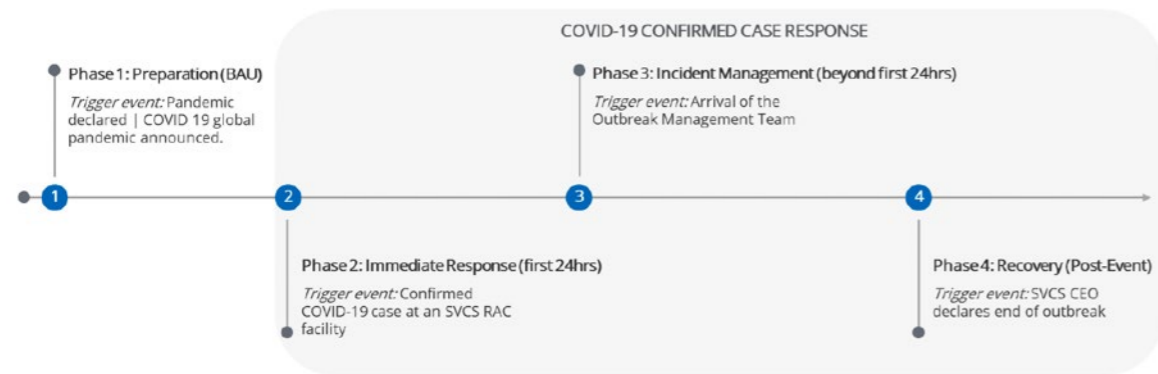 COVID-19 CONFIRMED CASE RESPONSE
Phase 1: Preparation (BAU)
Trigger event: Pandemic
declared | COVID 19 global
pandemic announced.
Phase 3: Incident Management (beyond first 24hrs)
Trigger event: Arrival of the
Outbreak Management Team
1
2
3
4
Phase 2: Immediate Response (first 24hrs)
Trigger event: Confirmed
COVID-19 case at an SVCS RAC
facility
Phase 4: Recovery (Post-Event)
Trigger event: SVCS CEO
declares end of outbreak